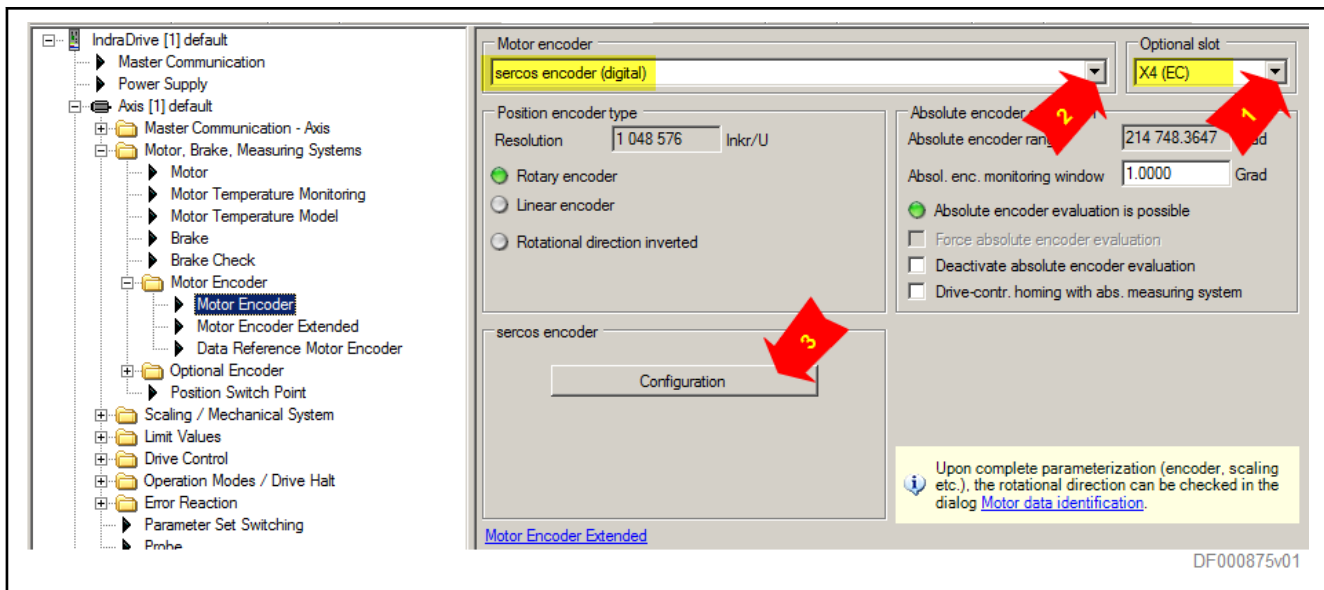 IndraDrive [1] default
Master Communication
Power Supply
Axis [1] default
Master Communication - Axis
Motor, Brake, Measuring Systems
Motor
Motor Temperature Monitoring
Motor Temperature Model
Brake
Brake Check
Motor Encoder
Motor Encoder
Motor Encoder Extended
Data Reference Motor Encoder
Optional Encoder
Position Switch Point
Scaling / Mechanical System
Limit Values
Drive Control
Operation Modes / Drive Halt
Error Reaction
Parameter Set Switching
Probe
Motor encoder
sercos encoder (digital)
2
Optional slot
X4 (EC)
1
Position encoder type
Resolution 1 048 576 Inkr/U
Rotary encoder
Linear encoder
Rotational direction inverted
Absolute encoder
Absolute encoder 214 748.3647
Absol. enc. monitoring window 1.0000 Grad
Absolute encoder evaluation is possible
Force absolute encoder evaluation
Deactivate absolute encoder evaluation
Drive-contr. homing with abs. measuring system
sercos encoder
3
Configuration
Upon complete parameterization (encoder, scaling
etc.), the rotational direction can be checked in the
dialog Motor data identification.
Motor Encoder Extended
DF000875v01